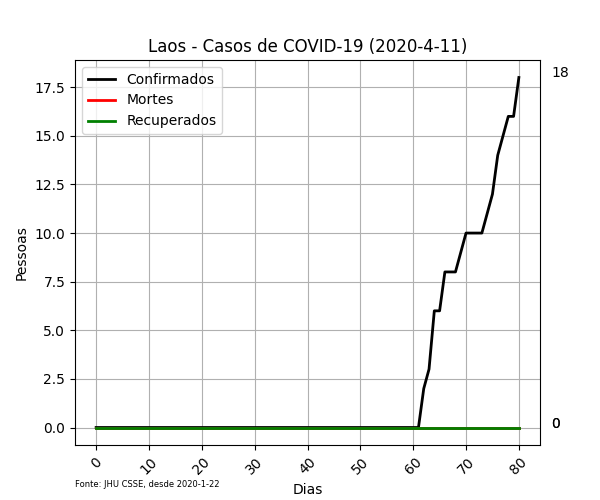 Laos - Casos de COVID-19 (2020-4-11)
Confirmados
Mortes
Recuperados
18
17.5
15.0
12.5
10.0
7.5
5.0
2.5
0.0
0
Pessoas
0 10 20 30 40 50 60 70 80
Dias
Fonte: JHU CSSE, desde 2020-1-22